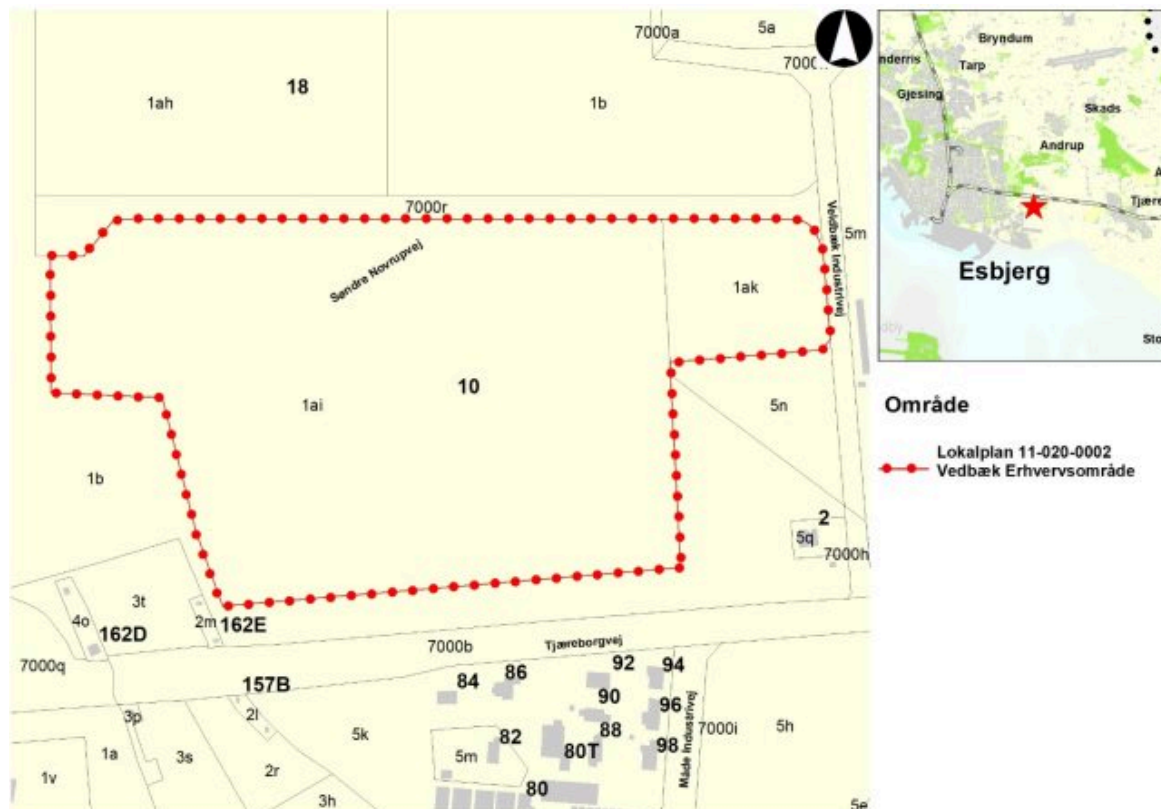 7000a
5a
18
1ah
1b
7000r
Søndre Novrupvej
1ak
Veldbæk Industrivej
5m
10
1ai
5n
1b
2
5q
7000h
3t
4o
2m
162E
162D
7000b
Tjæreborgvej
7000q
157B
84
86
92
94
90
96
88
3p
2l
5k
82
5m
80T
98
Måde Industrivej
7000i
5h
1a
3s
2r
1v
3h
80
5e
Bryndum
Tarp
Gjesing
Skads
Andrup
Esbjerg
Område
Lokalplan 11-020-0002
Vedbæk Erhvervsområde